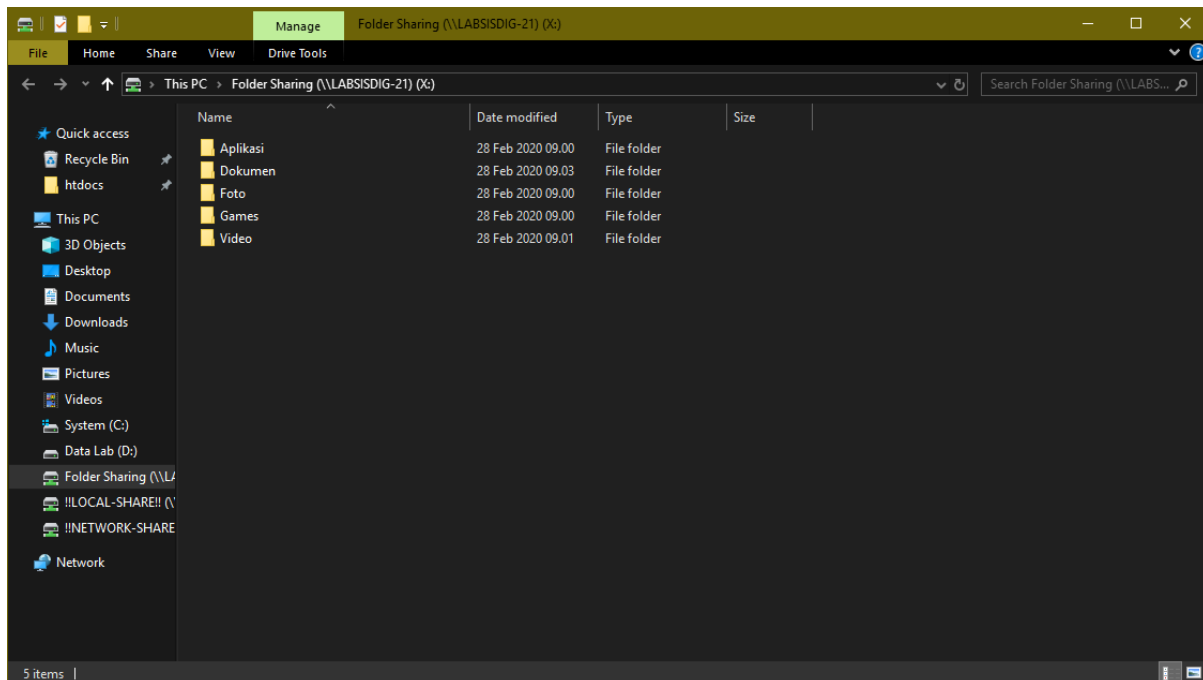 Manage
Folder Sharing (\\LABSISDIG-21) (X:)
File Home Share View Drive Tools
This PC > Folder Sharing (\\LABSISDIG-21) (X:)
Search Folder Sharing (\\LABS...
Name Date modified Type Size
Quick access
Recycle Bin
htdocs
This PC
3D Objects
Desktop
Documents
Downloads
Music
Pictures
Videos
System (C:)
Data Lab (D:)
Folder Sharing (\\LA
!!LOCAL-SHARE!! (\
!!NETWORK-SHARE
Network
Aplikasi 28 Feb 2020 09.00 File folder
Dokumen 28 Feb 2020 09.03 File folder
Foto 28 Feb 2020 09.00 File folder
Games 28 Feb 2020 09.00 File folder
Video 28 Feb 2020 09.01 File folder
5 items